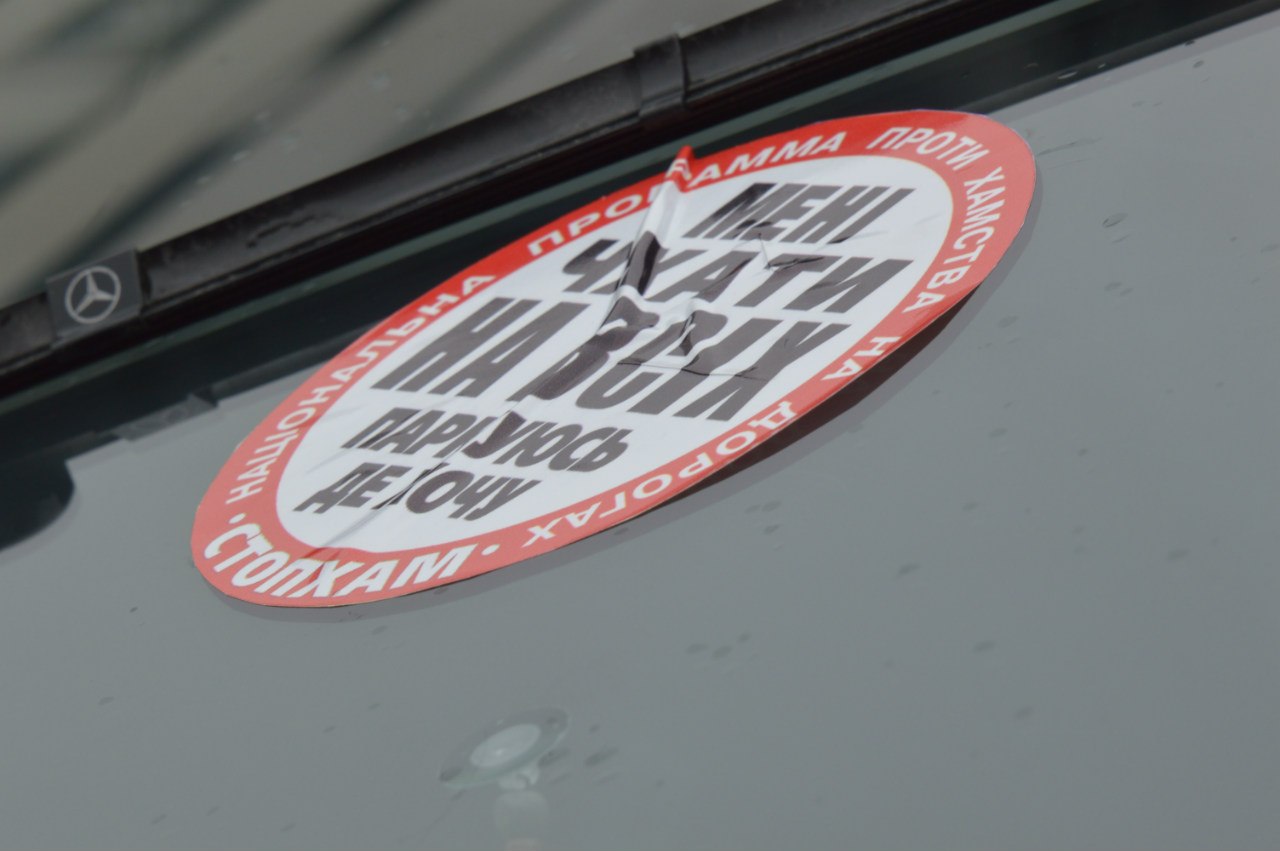 НАЦІОНАЛЬНА ПРОГРАММА ПРОТИ ХАМСТВА НА ДОРОГАХ
МЕНІ
ЧХАТИ
НА ВСІХ
ПАРКУЮСЬ
ДЕ ХОЧУ
• СТОПХАМ •